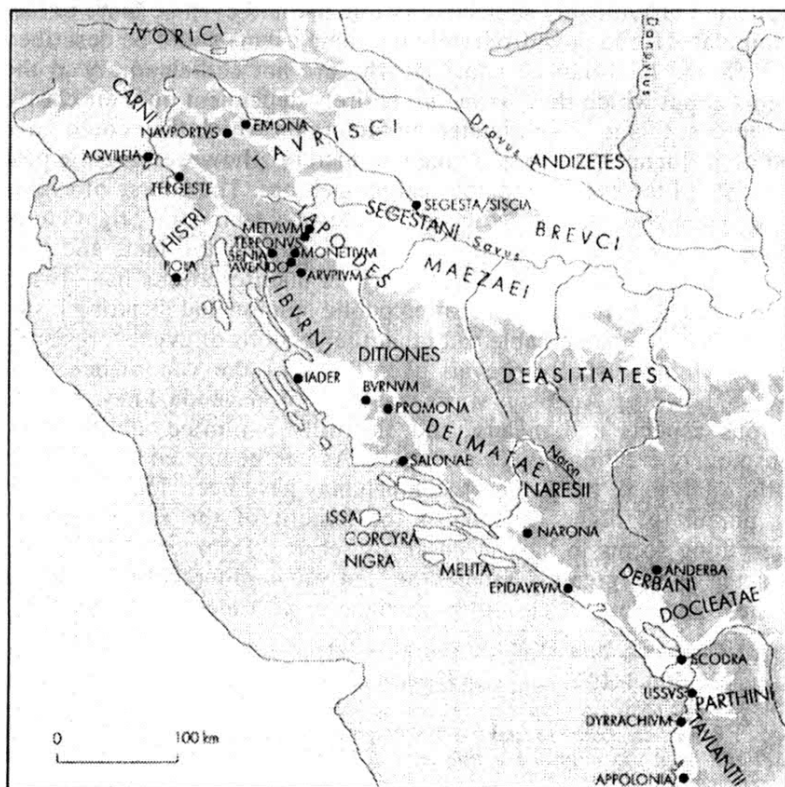 NORICI
CARNI
NAVPORTVS
EMONA
TAVRISCI
Dravus
Danuvius
ANDIZETES
AQVILEIA
TERGESTE
HISTRI
POLA
SEGESTA/SISCIA
SEGESTANI
Savus
BREVCI
METVLVM
TERPONVS
SENIA
AVENDO
MONETIVM
ARVPIVM
IAPODES
MAEZAEI
LIBVRNI
DITIONES
DEASITIATES
IADER
BVRNVM
PROMONA
DELMATAE
Naron
SALONAE
NARESII
ISSA
CORCYRA
NIGRA
NARONA
MELITA
EPIDAVRVM
ANDERBA
DERBANI
DOCLEATAE
SCODRA
LISSVS
PARTHINI
DYRRACHIVM
TAVLANTII
APPOLONIA
0 100 km